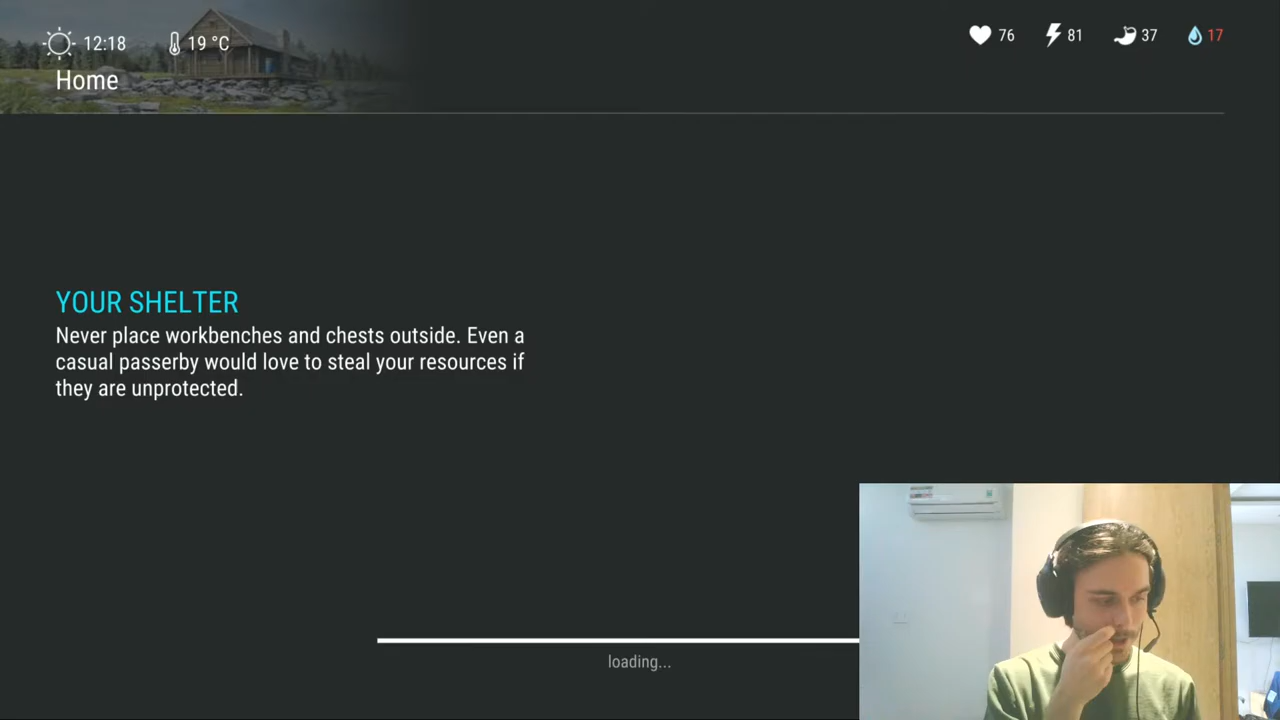 12:18
19 °C
76
81
37
17
Home
YOUR SHELTER
Never place workbenches and chests outside. Even a
casual passerby would love to steal your resources if
they are unprotected.
loading...